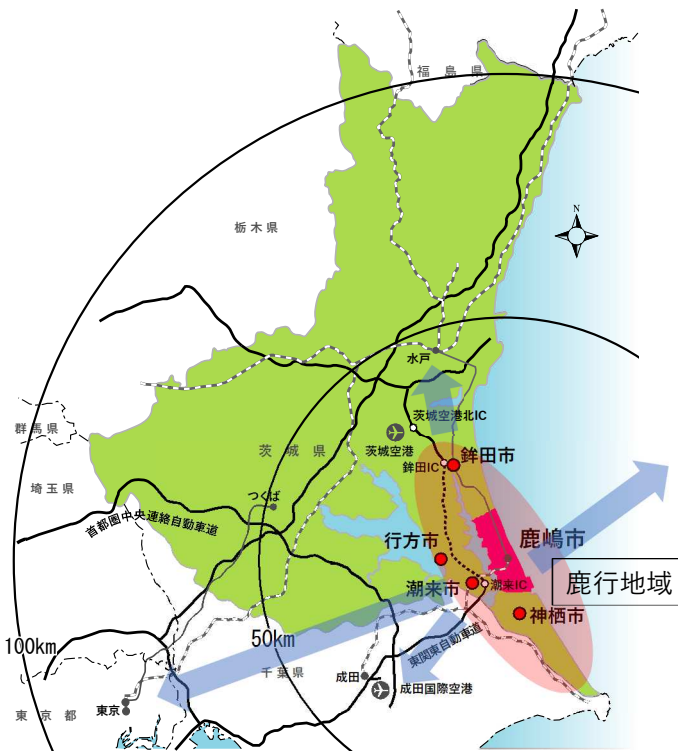 福島県
栃木県
N
水戸
茨城空港北IC
群馬県
茨城県
茨城空港
鉾田IC
鉾田市
埼玉県
つくば
首都圏中央連絡自動車道
行方市
鹿嶋市
潮来市
潮来IC
鹿行地域
神栖市
100km
50km
東関東自動車道
千葉県
成田
成田国際空港
東京都
東京